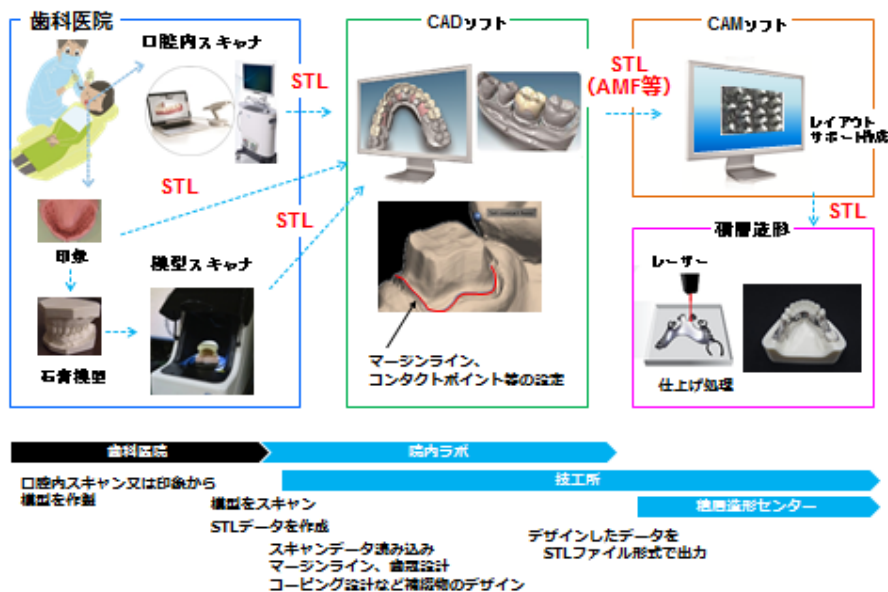 歯科医院
口腔内スキャナ
STL
STL
STL
印象
模型スキャナ
石膏模型
CADソフト
マージンライン、
コンタクトポイント等の設定
STL
(AMF等)
CAMソフト
レイアウト
サポート作成
STL
積層造形
レーザー
仕上げ処理
歯科医院
院内ラボ
技工所
積層造形センター
口腔内スキャン又は印象から
模型を作製
模型をスキャン
STLデータを作成
スキャンデータ読み込み
マージンライン、歯冠設計
コーピング設計など補綴物のデザイン
デザインしたデータを
STLファイル形式で出力